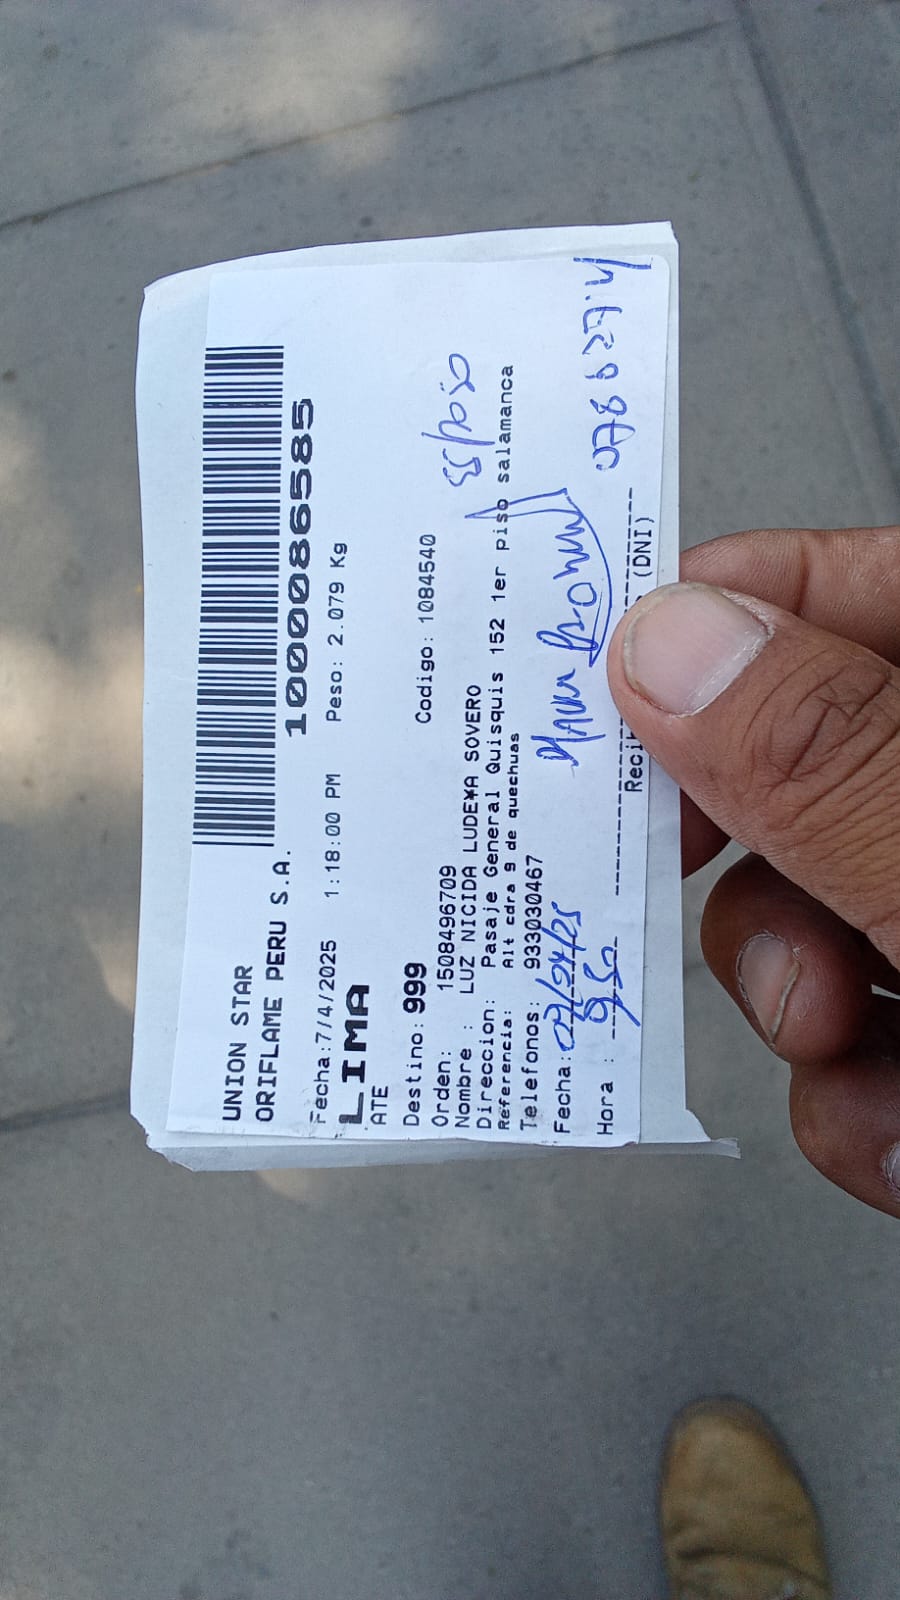 UNION STAR
ORIFLAME PERU S.A.
1000086585
Fecha:7/4/2025 1:18:00 PM Peso: 2.079 Kg
LIMA
ATE
Destino: 999
Codigo: 1084540
Orden: 1508496709
Nombre : LUZ NICIDA LUDE¥A SOVERO
esposo
Direccion: Pasaje General Quisquis 152 1er piso salamanca
Referencia: Alt cdra 9 de quechuas
Telefonos: 933030467
Fecha:
Hora :
(DNI)